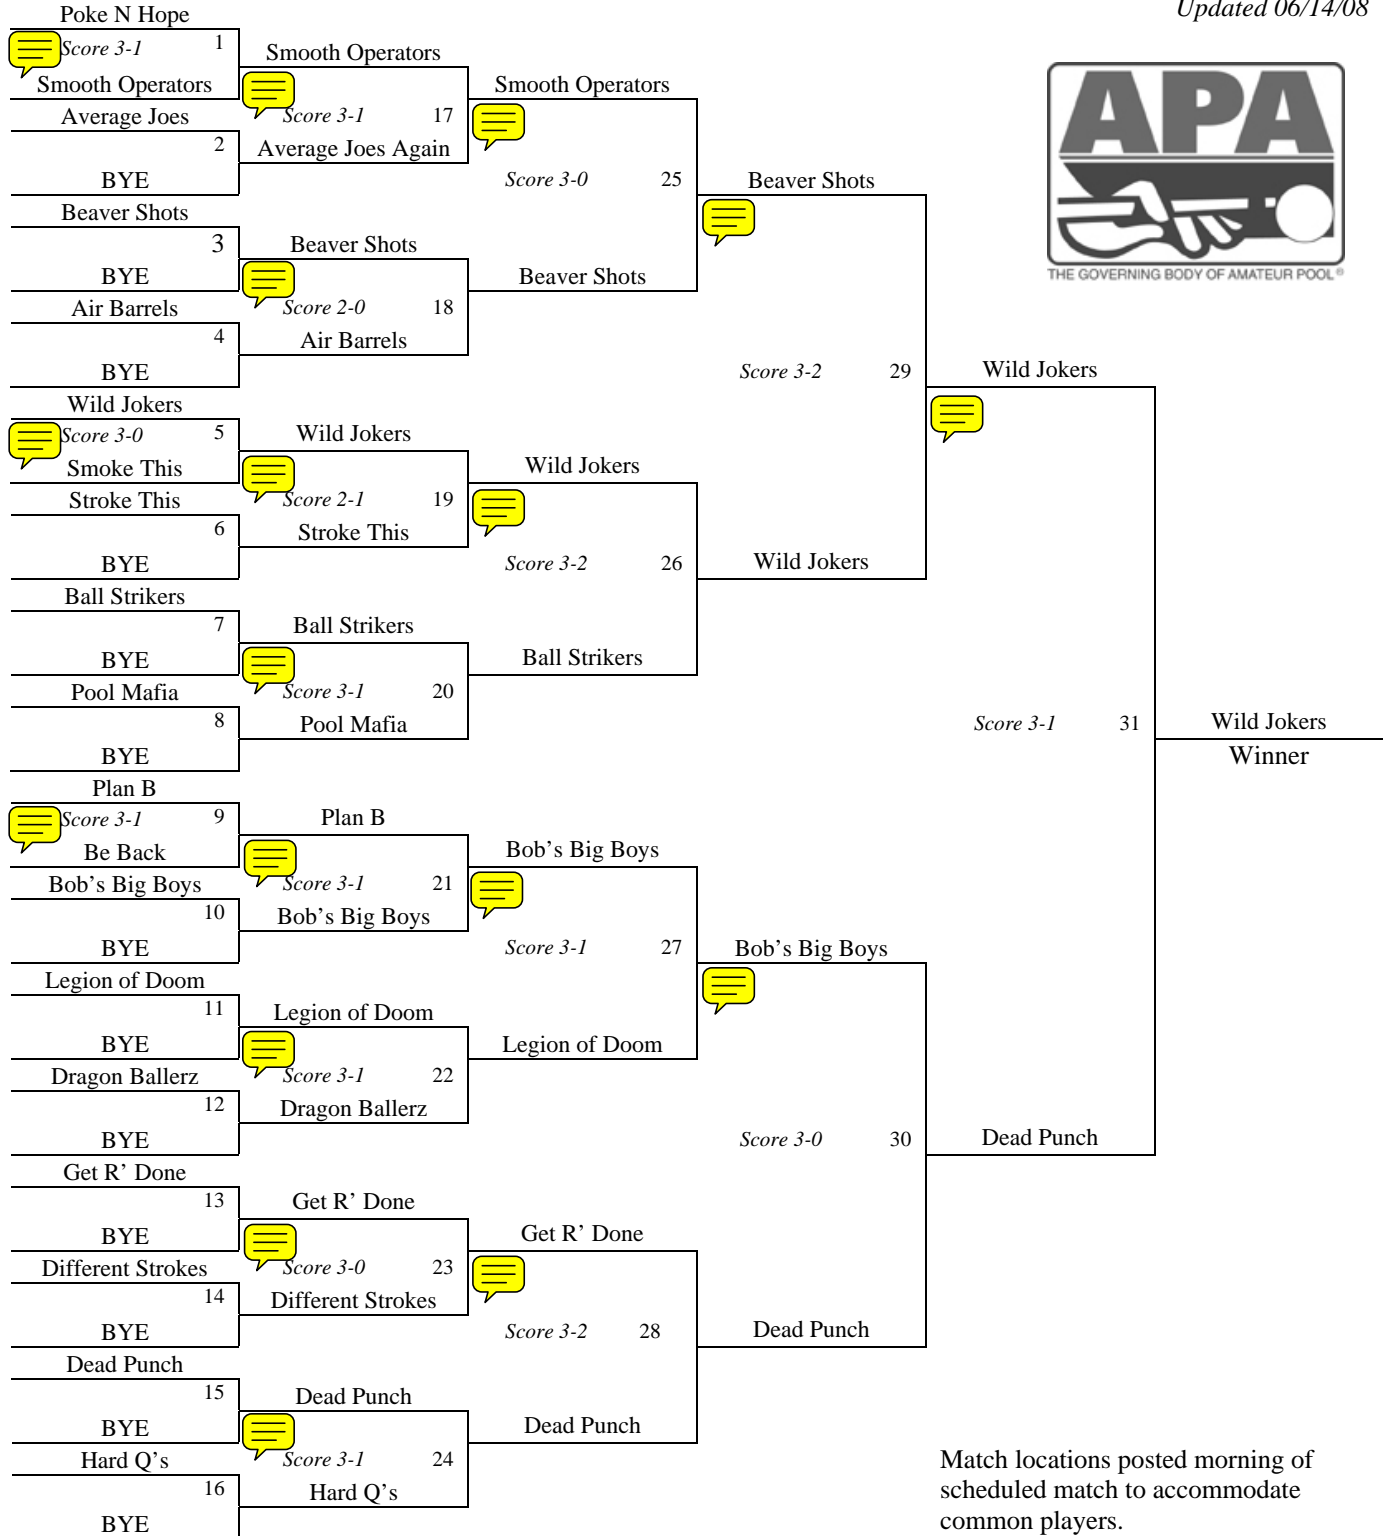 Updated 06/14/08
Poke N Hope
Score 3-1 1
Smooth Operators
Smooth Operators
Score 3-1 17
Average Joes Again
Average Joes
2
BYE
Smooth Operators
Score 3-0 25
Beaver Shots
Beaver Shots
3
BYE
Beaver Shots
Score 2-0 18
Air Barrels
Air Barrels
4
BYE
Beaver Shots
Score 3-2 29
Wild Jokers
Wild Jokers
Score 3-0 5
Smoke This
Wild Jokers
Score 2-1 19
Stroke This
Stroke This
6
BYE
Wild Jokers
Score 3-2 26
Ball Strikers
Ball Strikers
7
BYE
Ball Strikers
Score 3-1 20
Pool Mafia
Pool Mafia
8
BYE
Wild Jokers
Score 3-1 31
Dead Punch
Wild Jokers
Winner
Plan B
Score 3-1 9
Be Back
Plan B
Score 3-1 21
Bob's Big Boys
Bob's Big Boys
10
BYE
Bob's Big Boys
Score 3-1 27
Legion of Doom
Legion of Doom
11
BYE
Legion of Doom
Score 3-1 22
Dragon Ballerz
Dragon Ballerz
12
BYE
Bob's Big Boys
Score 3-0 30
Dead Punch
Get R’ Done
13
BYE
Get R’ Done
Score 3-0 23
Different Strokes
Different Strokes
14
BYE
Get R’ Done
Score 3-2 28
Dead Punch
Dead Punch
15
BYE
Dead Punch
Score 3-1 24
Hard Q’s
Hard Q’s
16
BYE
APA
THE GOVERNING BODY OF AMATEUR POOL®
Match locations posted morning of
scheduled match to accommodate
common players.